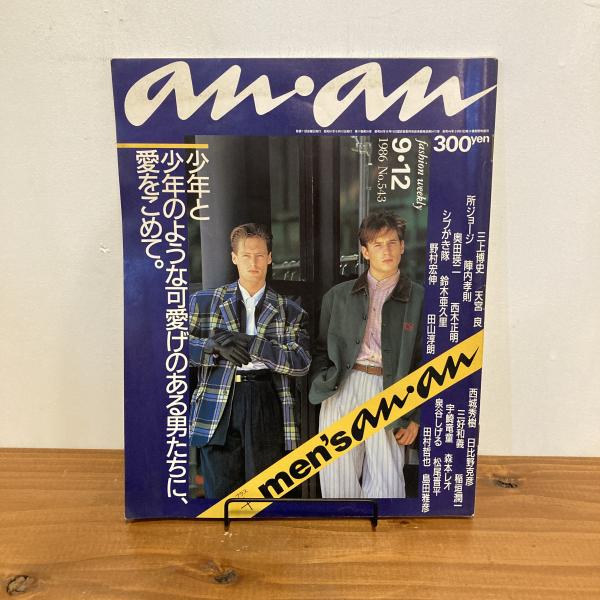 an・an
300yen
fashion weekly
9・12
1986 No.543
少年と
少年のような可愛げのある男たちに、
愛をこめて。
三上博史 天宮良
所ジョージ 陣内孝則
奥田瑛二 西木正明
シブがき隊 鈴木亜久里
野村宏伸 田山淳朗
プラス
+men's an・an
西城秀樹 日比野克彦
三好和義 稲垣潤一
宇崎竜童 森本レオ
泉谷しげる 松尾貴平
田村哲也 島田雅彦